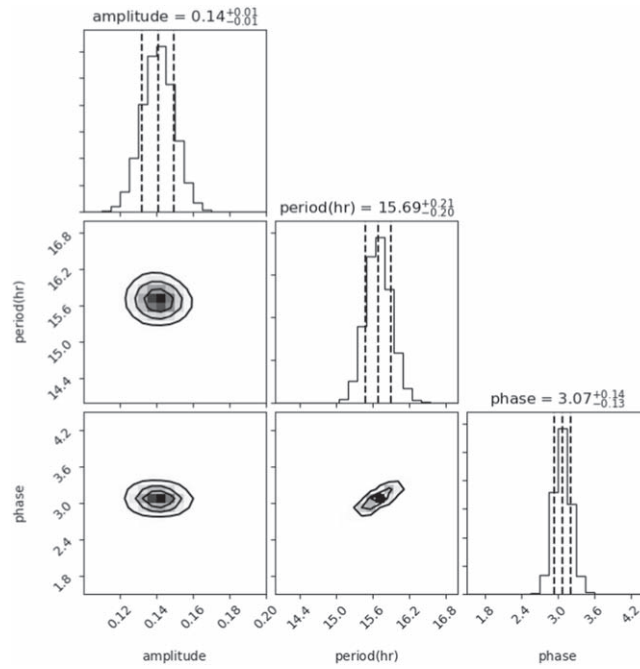 amplitude = 0.14+0.01−0.01
period(hr) = 15.69+0.21−0.20
16.8
16.2
15.6
15.0
14.4
period(hr)
phase = 3.07+0.14−0.13
4.2
3.6
3.0
2.4
1.8
phase
0.12 0.14 0.16 0.18 0.20 14.4 15.0 15.6 16.2 16.8 1.8 2.4 3.0 3.6 4.2
amplitude period(hr) phase